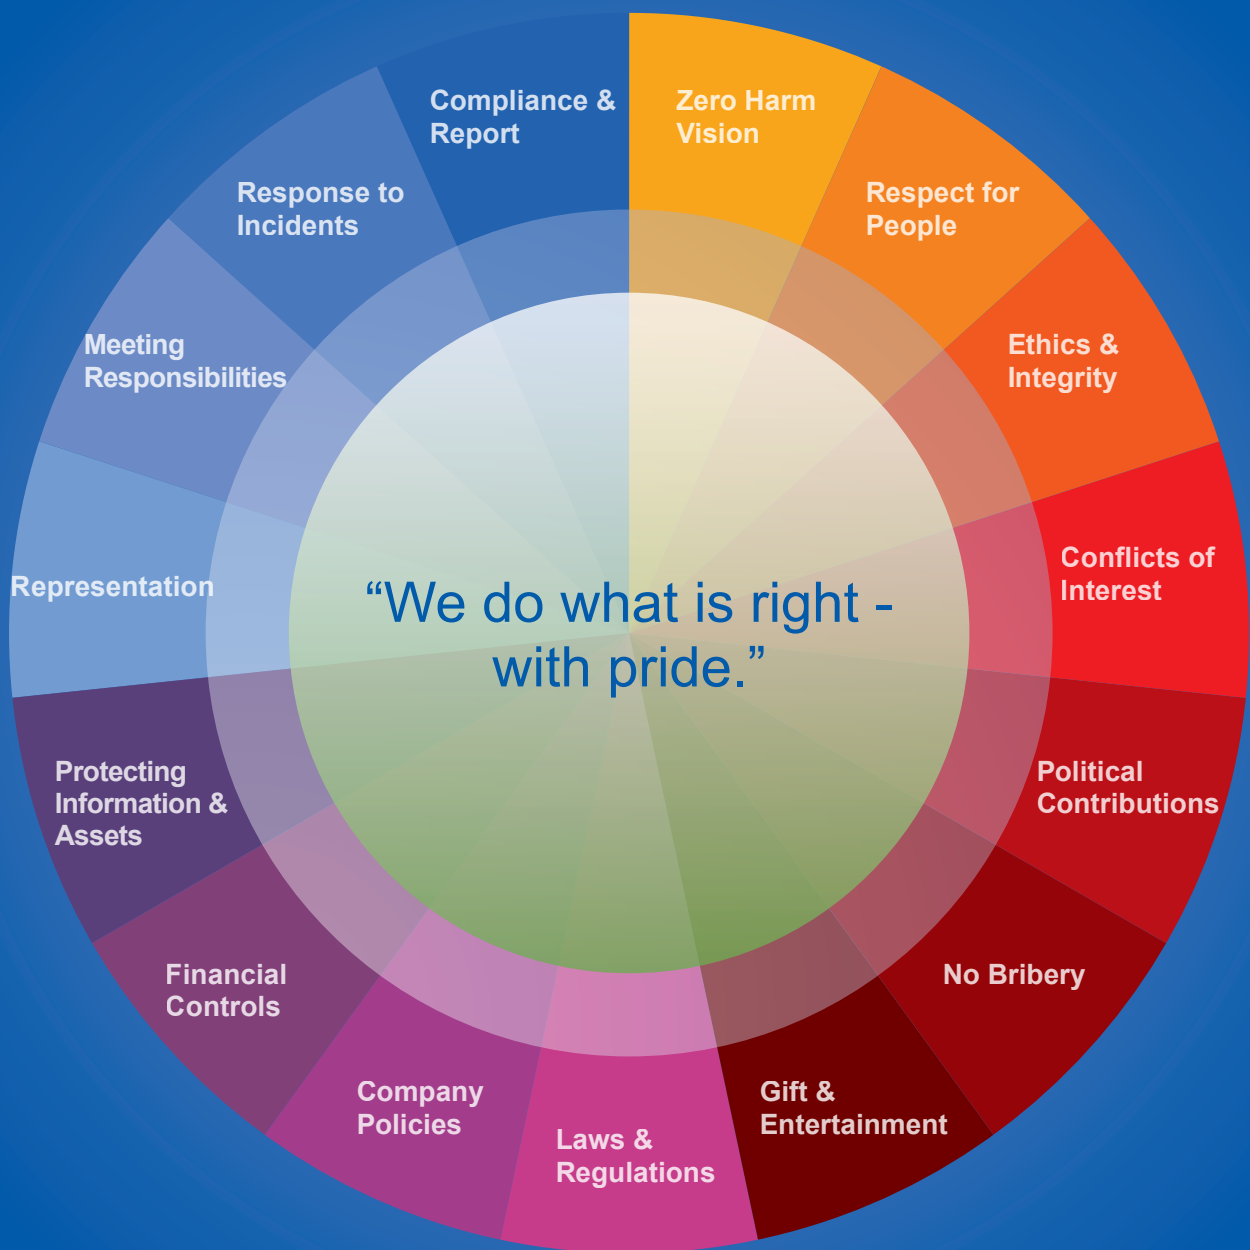 Compliance &
Report
Zero Harm
Vision
Respect for
People
Ethics &
Integrity
Conflicts of
Interest
Political
Contributions
No Bribery
Gift &
Entertainment
Laws &
Regulations
Company
Policies
Financial
Controls
Protecting
Information &
Assets
Representation
Meeting
Responsibilities
Response to
Incidents
“We do what is right -
with pride.”